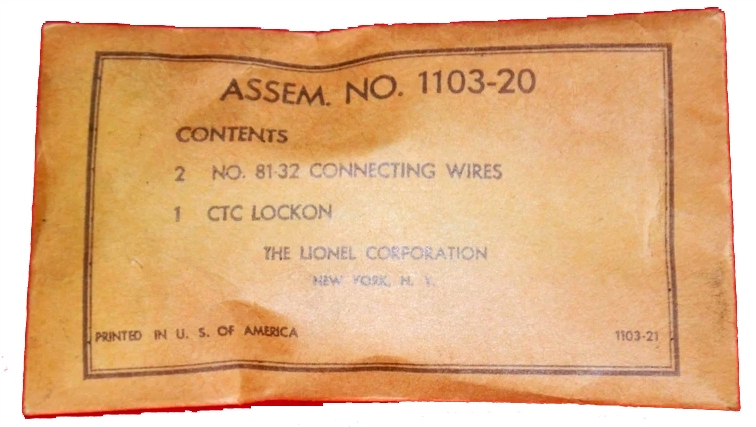 ASSEM. NO. 1103-20
CONTENTS
2 NO. 81-32 CONNECTING WIRES
1 CTC LOCKON
THE LIONEL CORPORATION
NEW YORK, N. Y.
PRINTED IN U. S. OF AMERICA
1103-21